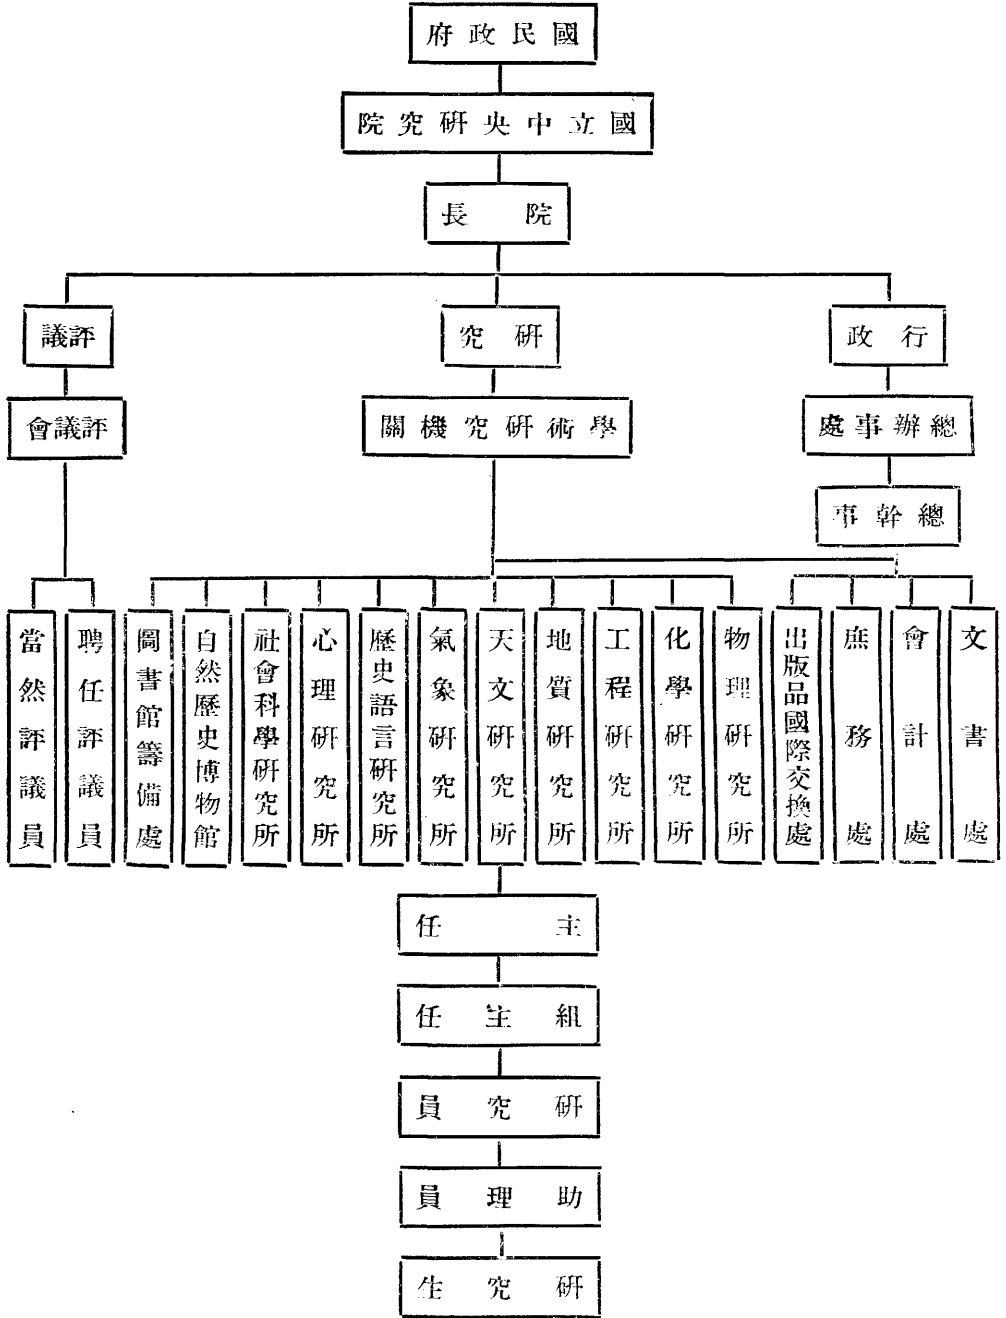 國民政府
國立中央研究院
院長
行政
研究
評議
總辦事處
學術研究機關
評議會
總幹事
文書處
會計處
庶務處
出版品國際交換處
物理研究所
化學研究所
工程研究所
地質研究所
天文研究所
氣象研究所
歷史語言研究所
心理研究所
社會科學研究所
自然歷史博物館
圖書館籌備處
聘任評議員
當然評議員
主任
組主任
研究員
助理員
研究生